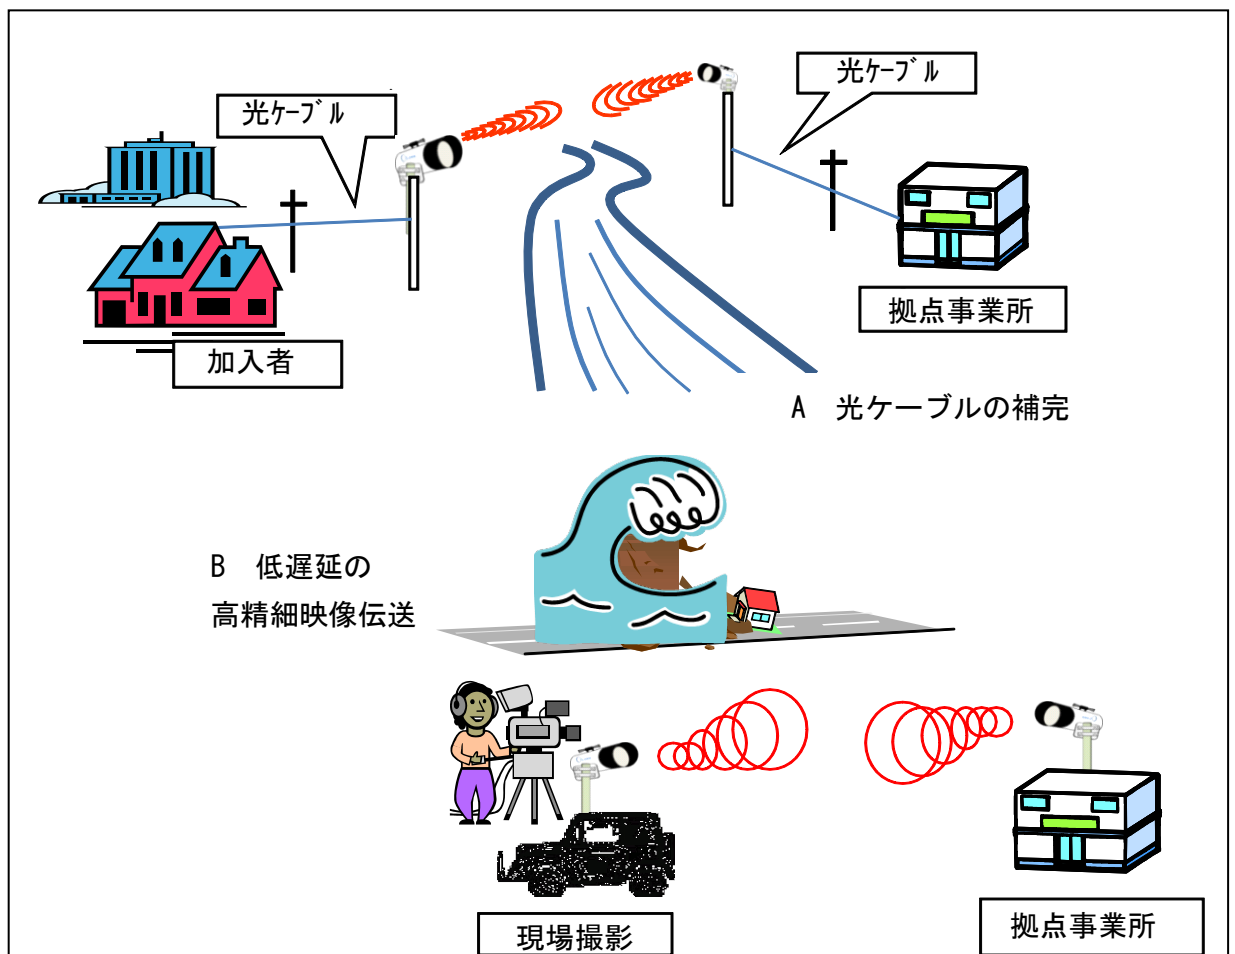 光ｹｰﾌﾞﾙ
光ｹｰﾌﾞﾙ
拠点事業所
加入者
A　光ケーブルの補完
B　低遅延の
高精細映像伝送
現場撮影
拠点事業所